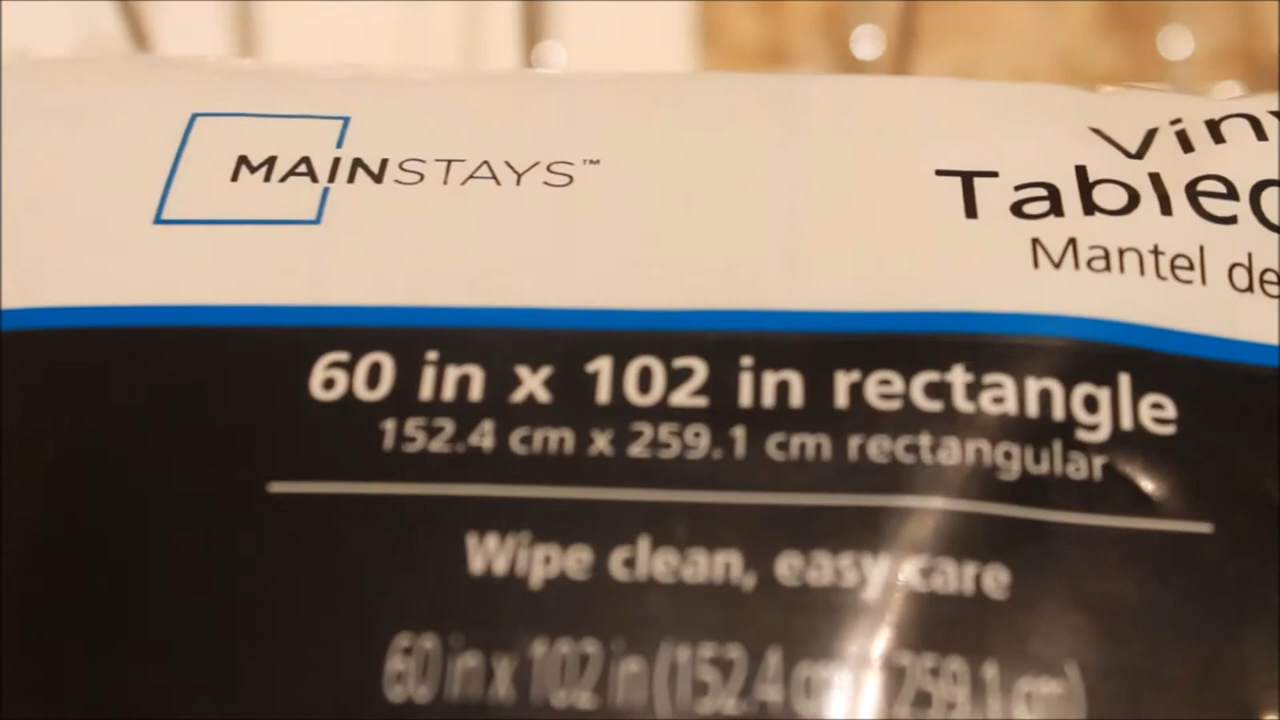 MAINSTAYS™
Tablec
Mantel de
60 in x 102 in rectangle
152.4 cm x 259.1 cm rectangular
Wipe clean, easy care
60 in x 102 in (152.4 cm 259.1 cm)